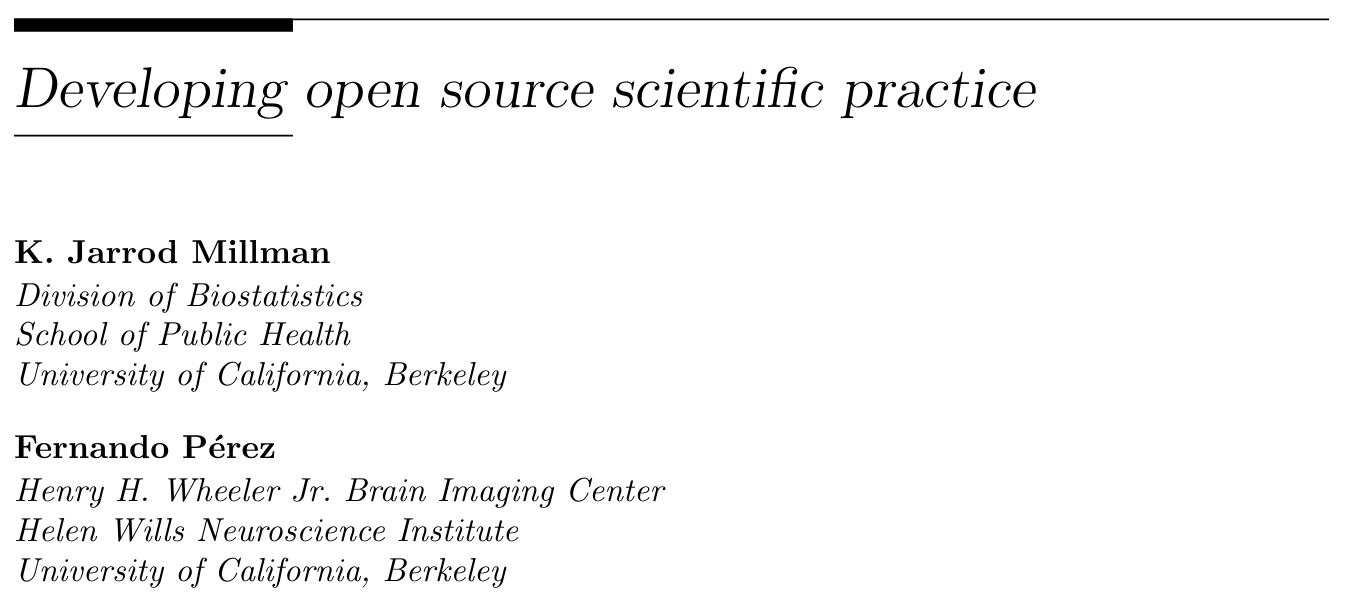 Developing open source scientific practice
K. Jarrod Millman
Division of Biostatistics
School of Public Health
University of California, Berkeley
Fernando Pérez
Henry H. Wheeler Jr. Brain Imaging Center
Helen Wills Neuroscience Institute
University of California, Berkeley